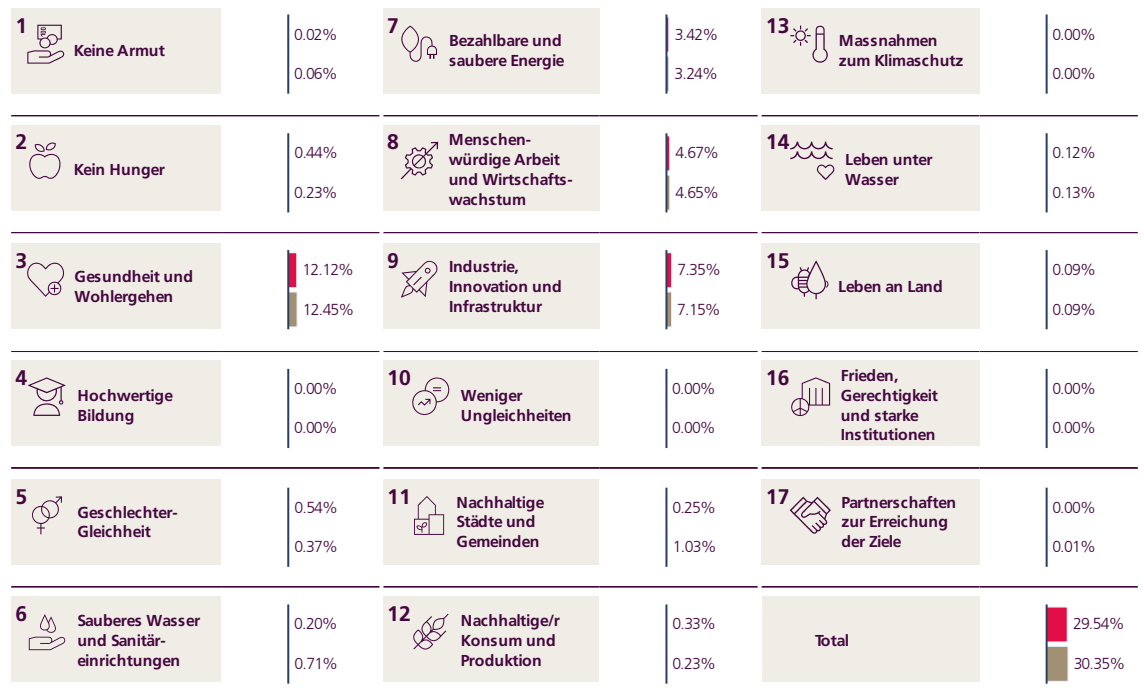 1
Keine Armut
0.02%
0.06%
2
Kein Hunger
0.44%
0.23%
3
Gesundheit und
Wohlergehen
12.12%
12.45%
4
Hochwertige
Bildung
0.00%
0.00%
5
Geschlechter-
Gleichheit
0.54%
0.37%
6
Sauberes Wasser
und Sanitär-
einrichtungen
0.20%
0.71%
7
Bezahlbare und
saubere Energie
3.42%
3.24%
8
Menschen-
würdige Arbeit
und Wirtschafts-
wachstum
4.67%
4.65%
9
Industrie,
Innovation und
Infrastruktur
7.35%
7.15%
10
Weniger
Ungleichheiten
0.00%
0.00%
11
Nachhaltige
Städte und
Gemeinden
0.25%
1.03%
12
Nachhaltige/r
Konsum und
Produktion
0.33%
0.23%
13
Massnahmen
zum Klimaschutz
0.00%
0.00%
14
Leben unter
Wasser
0.12%
0.13%
15
Leben an Land
0.09%
0.09%
16
Frieden,
Gerechtigkeit
und starke
Institutionen
0.00%
0.00%
17
Partnerschaften
zur Erreichung
der Ziele
0.00%
0.01%
Total
29.54%
30.35%